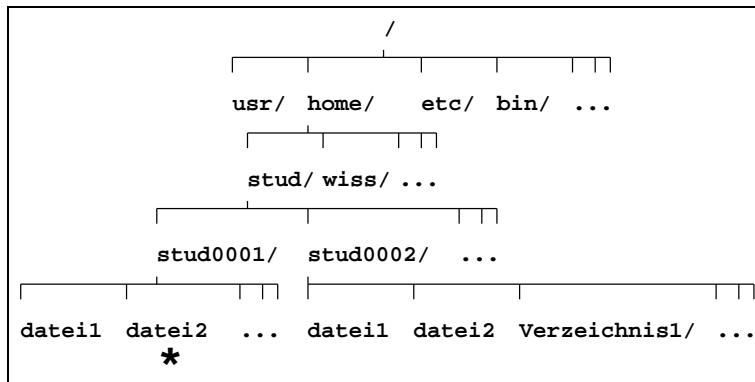 /
usr/ home/ etc/ bin/ ...
stud/ wiss/ ...
stud0001/ stud0002/ ...
datei1 datei2 ... datei1 datei2 Verzeichnis1/ ...
*